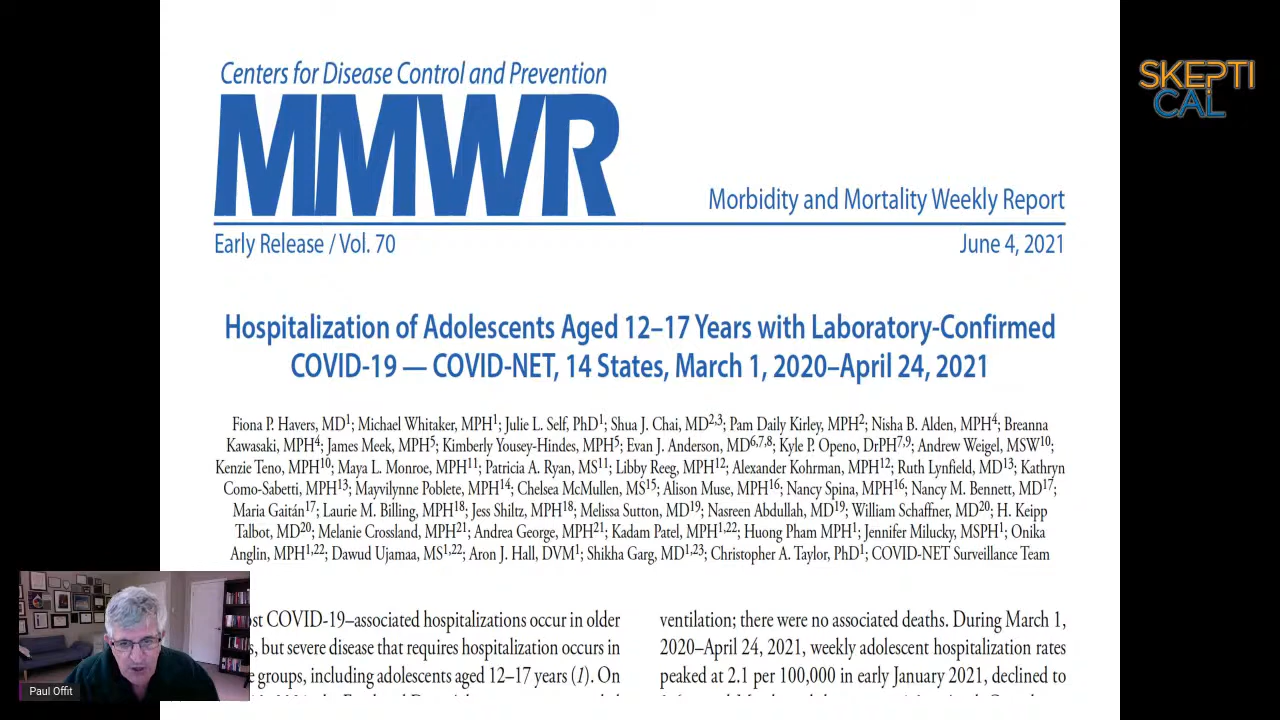 Centers for Disease Control and Prevention
MMWR
Morbidity and Mortality Weekly Report
Early Release / Vol. 70
June 4, 2021
SKEPTI
CAL
Hospitalization of Adolescents Aged 12–17 Years with Laboratory-Confirmed
COVID-19 — COVID-NET, 14 States, March 1, 2020–April 24, 2021
Fiona P. Havers, MD1; Michael Whitaker, MPH1; Julie L. Self, PhD1; Shua J. Chai, MD2,3; Pam Daily Kirley, MPH2; Nisha B. Alden, MPH4; Breanna
Kawasaki, MPH4; James Meek, MPH5; Kimberly Yousey-Hindes, MPH5; Evan J. Anderson, MD6,7,8; Kyle P. Openo, DrPH7,9; Andrew Weigel, MSW10;
Kenzie Teno, MPH10; Maya L. Monroe, MPH11; Patricia A. Ryan, MS11; Libby Reeg, MPH12; Alexander Kohrman, MPH12; Ruth Lynfield, MD13; Kathryn
Como-Sabetti, MPH13; Mayvilynne Poblete, MPH14; Chelsea McMullen, MS15; Alison Muse, MPH16; Nancy Spina, MPH16; Nancy M. Bennett, MD17;
Maria Gaitán17; Laurie M. Billing, MPH18; Jess Shiltz, MPH18; Melissa Sutton, MD19; Nasreen Abdullah, MD19; William Schaffner, MD20; H. Keipp
Talbot, MD20; Melanie Crossland, MPH21; Andrea George, MPH21; Kadam Patel, MPH1,22; Huong Pham MPH1; Jennifer Milucky, MSPH1; Onika
Anglin, MPH1,22; Dawud Ujamaa, MS1,22; Aron J. Hall, DVM1; Shikha Garg, MD1,23; Christopher A. Taylor, PhD1; COVID-NET Surveillance Team
COVID-19–associated hospitalizations occur in older
but severe disease that requires hospitalization occurs in
groups, including adolescents aged 12–17 years (1). On
ventilation; there were no associated deaths. During March 1,
2020–April 24, 2021, weekly adolescent hospitalization rates
peaked at 2.1 per 100,000 in early January 2021, declined to
Paul Offit